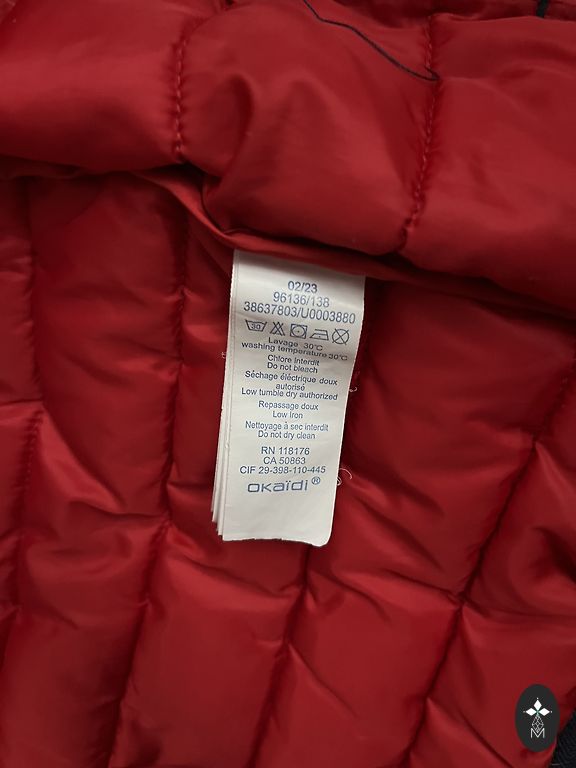 02/23
96136/138
38637803/U0003880
30
Lavage 30°C
washing temperature 30°C
Chlore Interdit
Do not bleach
Séchage éléctrique doux
autorisé
Low tumble dry authorized
Repassage doux
Low iron
Nettoyage à sec interdit
Do not dry clean
RN 118176
CA 50863
CIF 29-398-110-445
OKAÏDI®
M